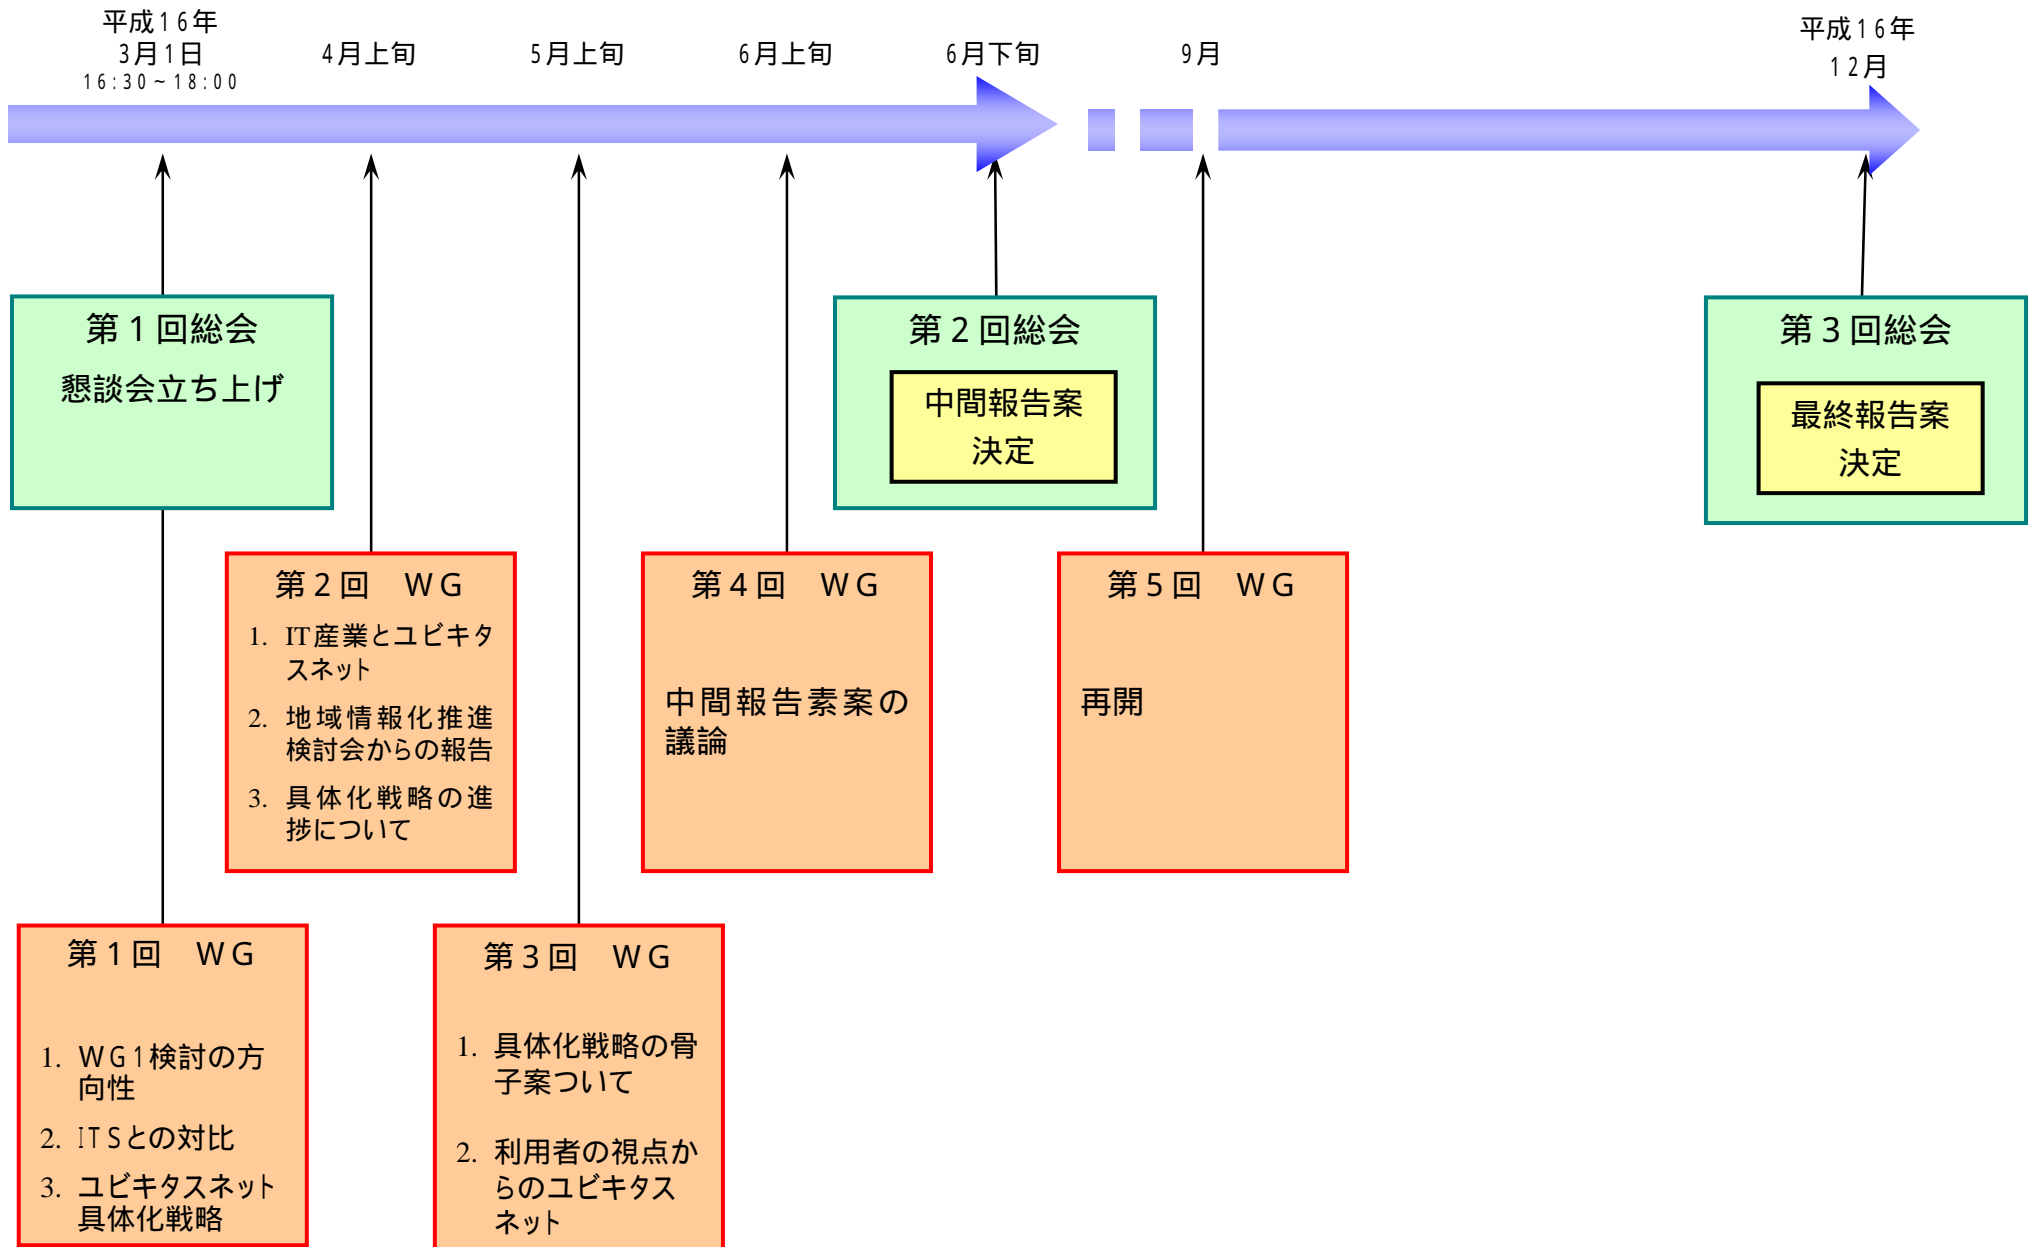 平成16年
3月1日
16:30~18:00
4月上旬
5月上旬
6月上旬
6月下旬
9月
平成16年
12月
第1回総会
懇談会立ち上げ
第2回総会
中間報告案
決定
第3回総会
最終報告案
決定
第2回 WG
1. IT産業とユビキタ
スネット
2. 地域情報化推進
検討会からの報告
3. 具体化戦略の進
捗について
第4回 WG
中間報告素案の
議論
第5回 WG
再開
第1回 WG
1. WG1検討の方
向性
2. ITSとの対比
3. ユビキタスネット
具体化戦略
第3回 WG
1. 具体化戦略の骨
子案ついて
2. 利用者の視点か
らのユビキタス
ネット